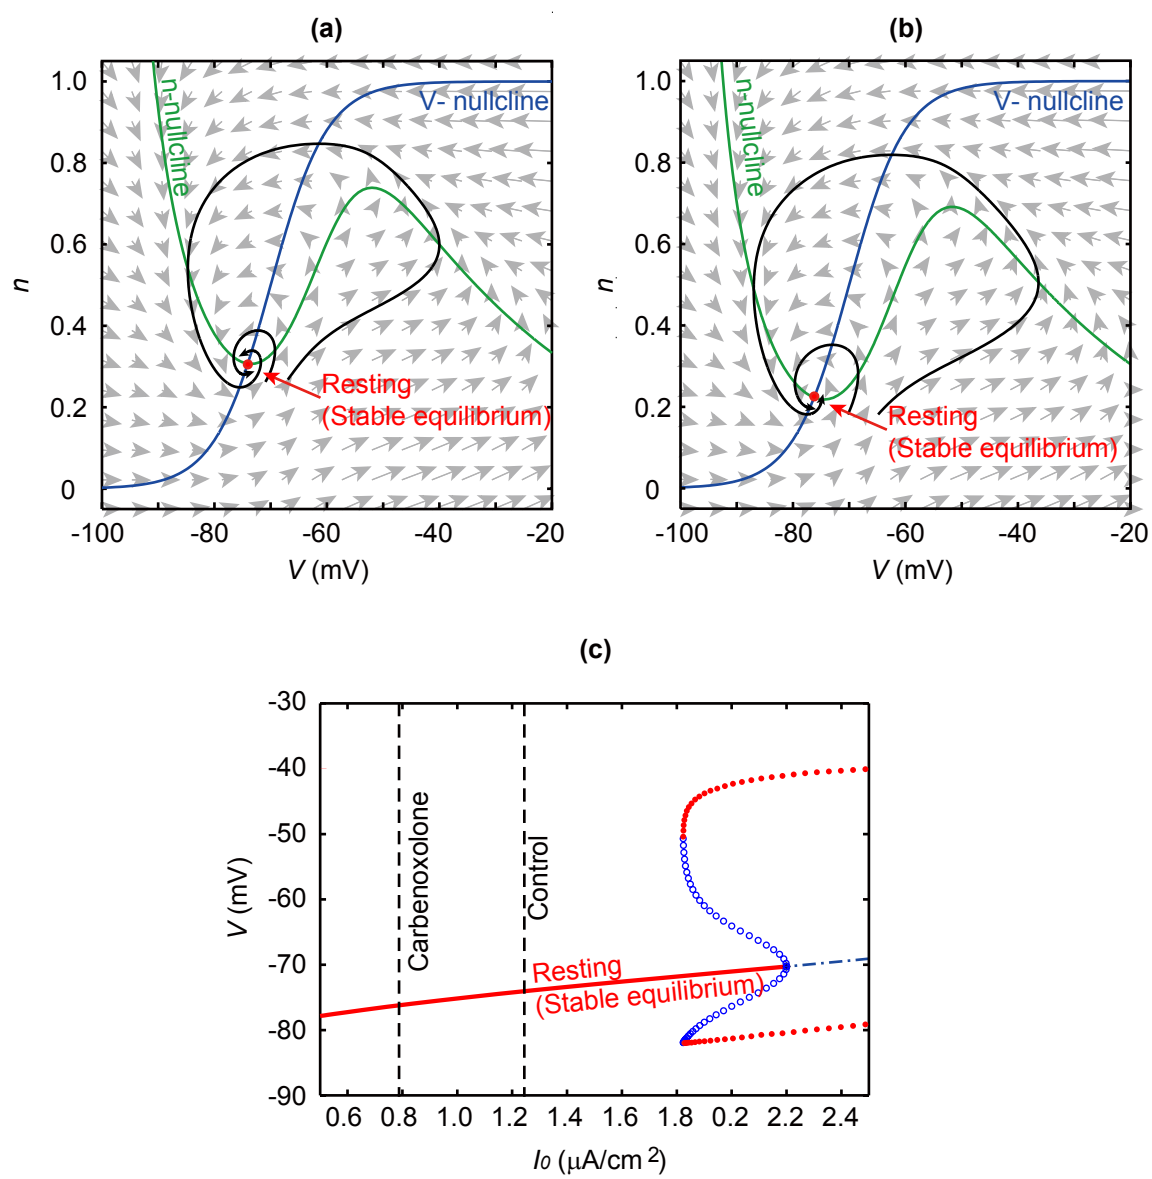 (a)
1.0
0.8
0.6
0.4
0.2
0
n
-100
-80
-60
-40
-20
V (mV)
n-nullcline
V- nullcline
Resting
(Stable equilibrium)
(b)
1.0
0.8
0.6
0.4
0.2
0
n
-100
-80
-60
-40
-20
V (mV)
n-nullcline
V- nullcline
Resting
(Stable equilibrium)
(c)
-30
-40
-50
-60
-70
-80
-90
V (mV)
Carbenoxolone
Control
Resting
(Stable equilibrium)
0.6
0.8
1.0
1.2
1.4
1.6
1.8
0.2
2.2
2.4
I0 (μA/cm 2)